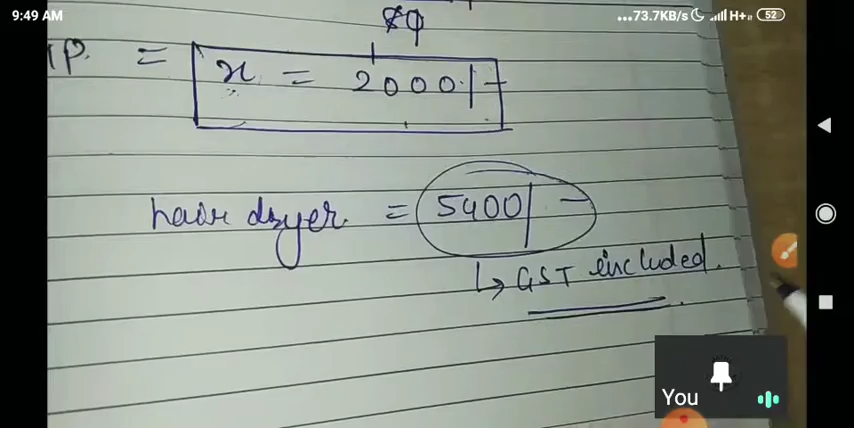 9:49 AM ...73.7KB/s H+ 52
80
P. = x = 2000/-
hair dryer = 5400/-
↳ GST included.
You